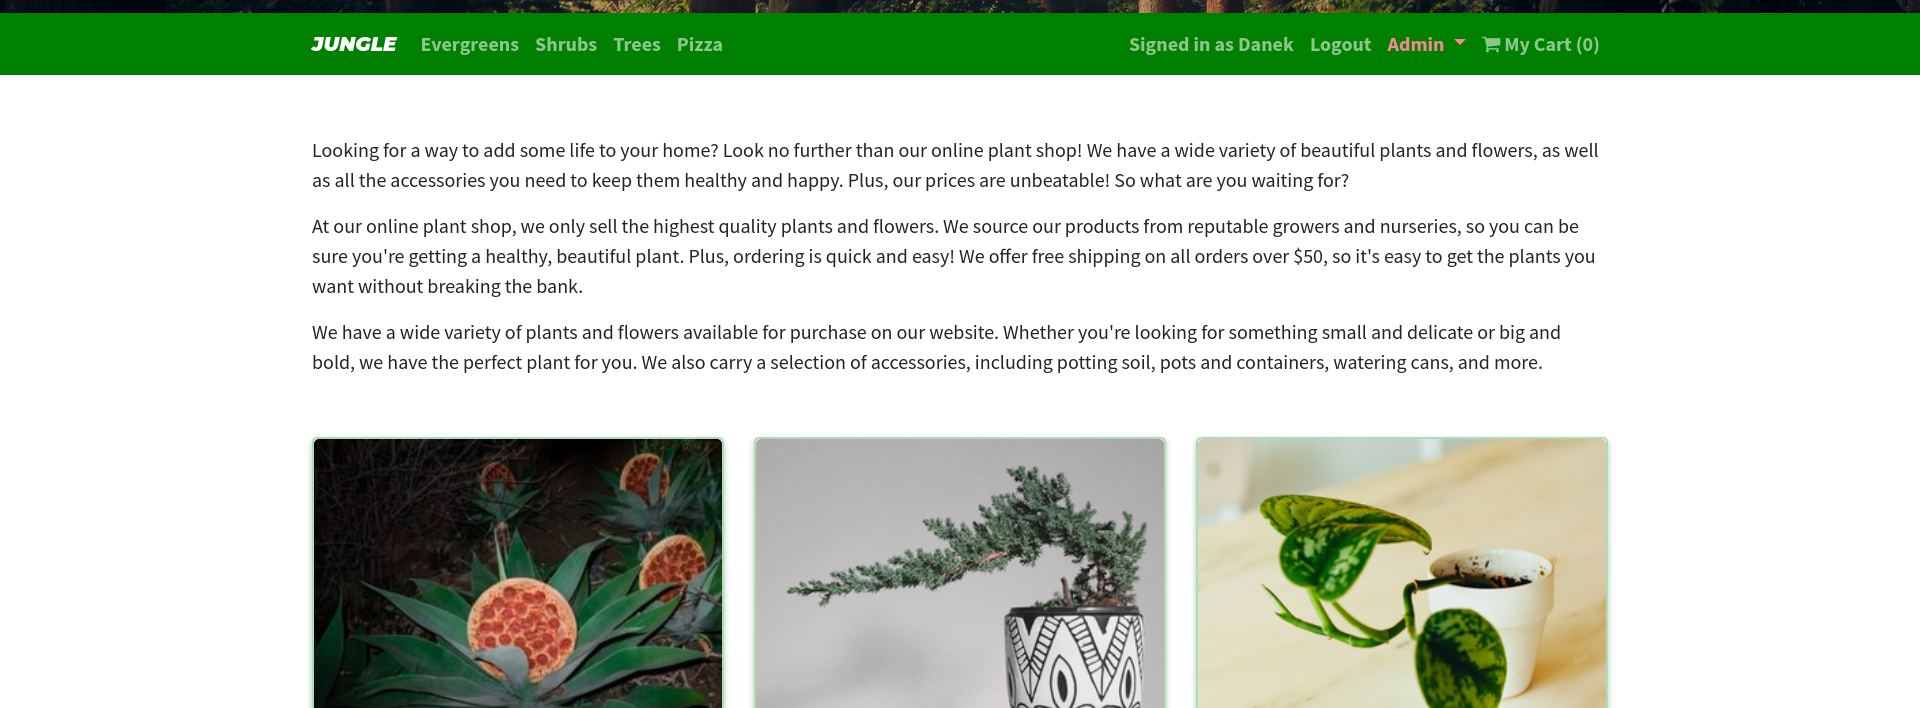 JUNGLE Evergreens Shrubs Trees Pizza Signed in as Danek Logout Admin My Cart (0)
Looking for a way to add some life to your home? Look no further than our online plant shop! We have a wide variety of beautiful plants and flowers, as well
as all the accessories you need to keep them healthy and happy. Plus, our prices are unbeatable! So what are you waiting for?
At our online plant shop, we only sell the highest quality plants and flowers. We source our products from reputable growers and nurseries, so you can be
sure you're getting a healthy, beautiful plant. Plus, ordering is quick and easy! We offer free shipping on all orders over $50, so it's easy to get the plants you
want without breaking the bank.
We have a wide variety of plants and flowers available for purchase on our website. Whether you're looking for something small and delicate or big and
bold, we have the perfect plant for you. We also carry a selection of accessories, including potting soil, pots and containers, watering cans, and more.